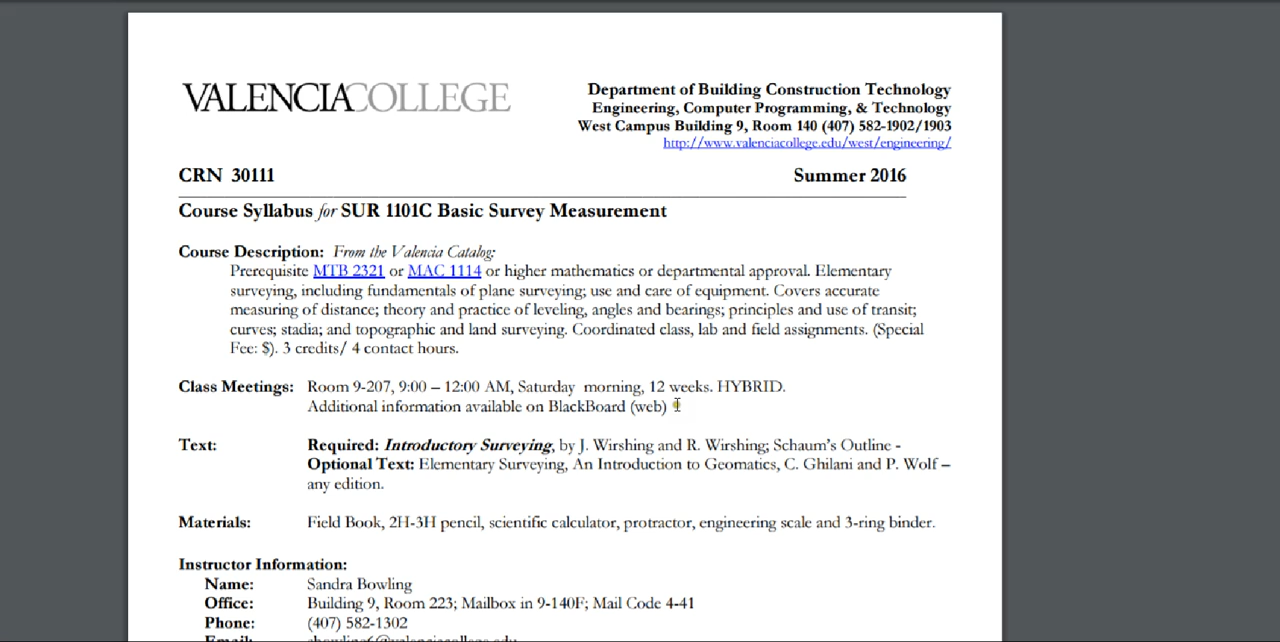 VALENCIACOLLEGE
Department of Building Construction Technology
Engineering, Computer Programming, & Technology
West Campus Building 9, Room 140 (407) 582-1902/1903
http://www.valenciacollege.edu/west/engineering/
CRN 30111
Summer 2016
Course Syllabus for SUR 1101C Basic Survey Measurement
Course Description: From the Valencia Catalog:
Prerequisite MTB 2321 or MAC 1114 or higher mathematics or departmental approval. Elementary
surveying, including fundamentals of plane surveying; use and care of equipment. Covers accurate
measuring of distance; theory and practice of leveling, angles and bearings; principles and use of transit;
curves; stadia; and topographic and land surveying. Coordinated class, lab and field assignments. (Special
Fee: $). 3 credits/ 4 contact hours.
Class Meetings: Room 9-207, 9:00 – 12:00 AM, Saturday morning, 12 weeks. HYBRID.
Additional information available on BlackBoard (web)
Text: Required: Introductory Surveying, by J. Wirshing and R. Wirshing; Schaum's Outline -
Optional Text: Elementary Surveying, An Introduction to Geomatics, C. Ghilani and P. Wolf –
any edition.
Materials: Field Book, 2H-3H pencil, scientific calculator, protractor, engineering scale and 3-ring binder.
Instructor Information:
Name: Sandra Bowling
Office: Building 9, Room 223; Mailbox in 9-140F; Mail Code 4-41
Phone: (407) 582-1302